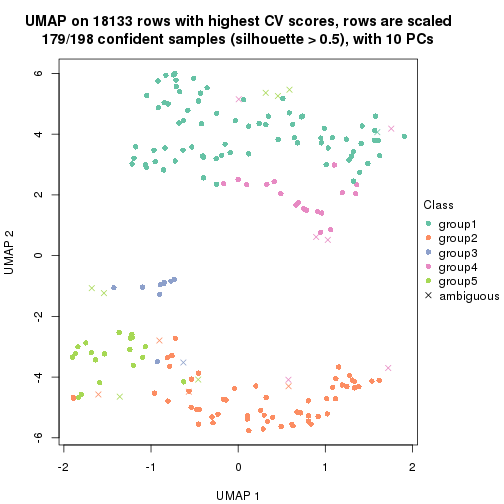 UMAP on 18133 rows with highest CV scores, rows are scaled
179/198 confident samples (silhouette > 0.5), with 10 PCs
6
4
2
0
-2
-4
-6
UMAP 2
-2
-1
0
1
2
UMAP 1
Class
group1
group2
group3
group4
group5
ambiguous